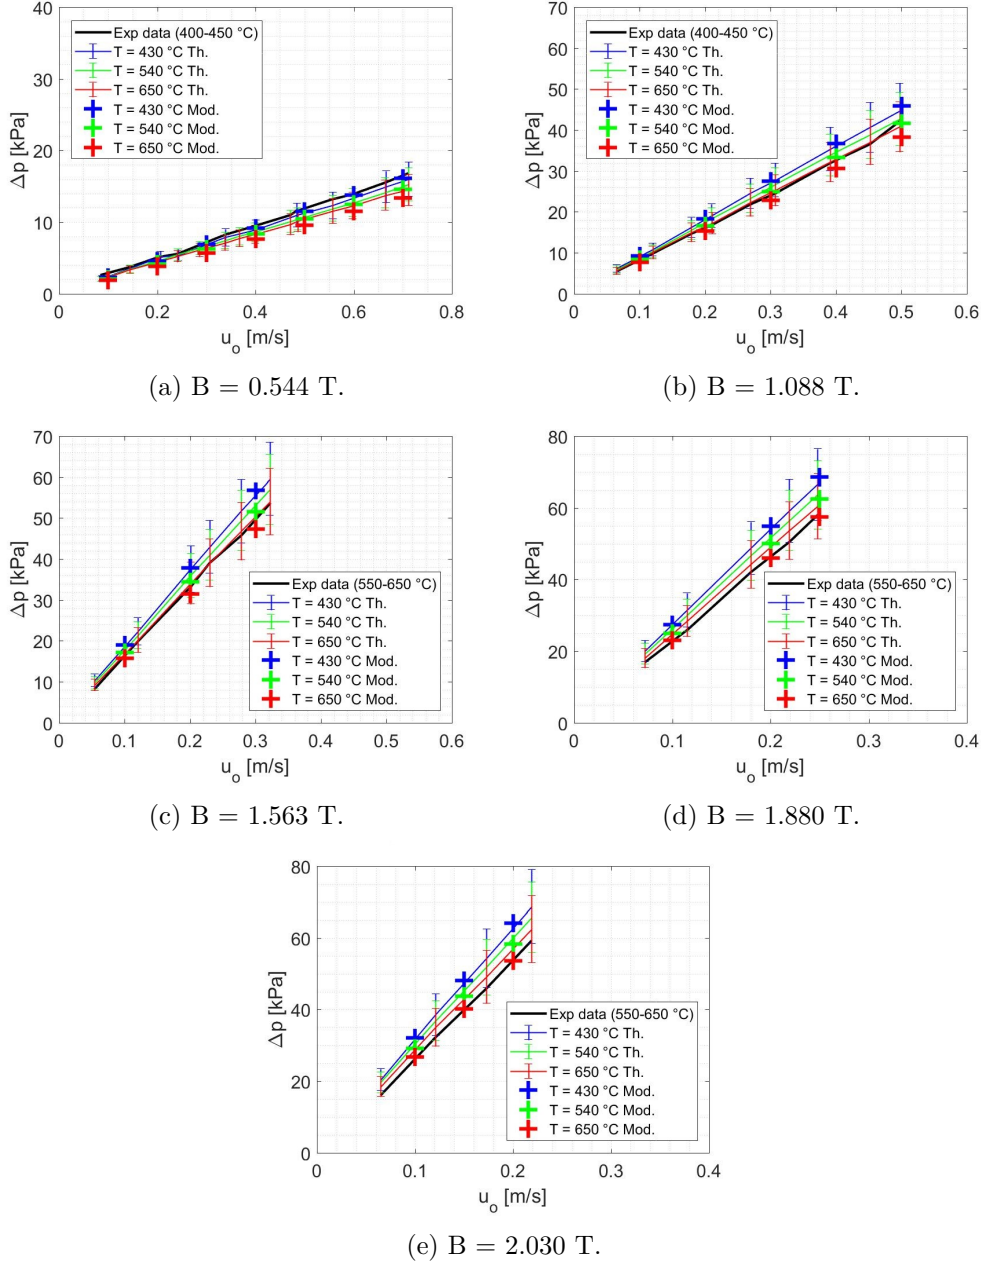 40
30
20
10
0
0
0.2
0.4
0.6
0.8
Δp [kPa]
u_o [m/s]
Exp data (400-450 °C)
T = 430 °C Th.
T = 540 °C Th.
T = 650 °C Th.
T = 430 °C Mod.
T = 540 °C Mod.
T = 650 °C Mod.
(a) B = 0.544 T.
70
60
50
40
30
20
10
0
0
0.1
0.2
0.3
0.4
0.5
0.6
Δp [kPa]
u_o [m/s]
Exp data (400-450 °C)
T = 430 °C Th.
T = 540 °C Th.
T = 650 °C Th.
T = 430 °C Mod.
T = 540 °C Mod.
T = 650 °C Mod.
(b) B = 1.088 T.
70
60
50
40
30
20
10
0
0
0.1
0.2
0.3
0.4
0.5
0.6
Δp [kPa]
u_o [m/s]
Exp data (550-650 °C)
T = 430 °C Th.
T = 540 °C Th.
T = 650 °C Th.
T = 430 °C Mod.
T = 540 °C Mod.
T = 650 °C Mod.
(c) B = 1.563 T.
80
60
40
20
0
0
0.1
0.2
0.3
0.4
Δp [kPa]
u_o [m/s]
Exp data (550-650 °C)
T = 430 °C Th.
T = 540 °C Th.
T = 650 °C Th.
T = 430 °C Mod.
T = 540 °C Mod.
T = 650 °C Mod.
(d) B = 1.880 T.
80
60
40
20
0
0
0.1
0.2
0.3
0.4
Δp [kPa]
u_o [m/s]
Exp data (550-650 °C)
T = 430 °C Th.
T = 540 °C Th.
T = 650 °C Th.
T = 430 °C Mod.
T = 540 °C Mod.
T = 650 °C Mod.
(e) B = 2.030 T.